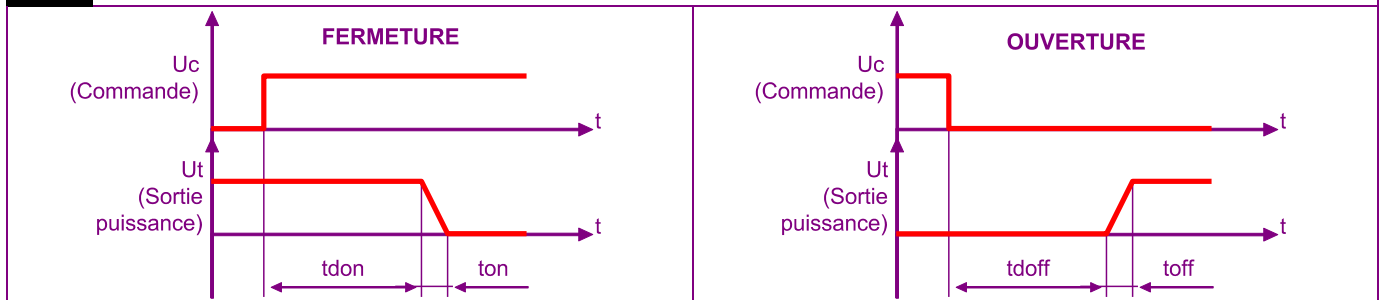 FERMETURE
Uc
(Commande)
t
Ut
(Sortie
puissance)
t
tdon
ton
OUVERTURE
Uc
(Commande)
t
Ut
(Sortie
puissance)
t
tdoff
toff